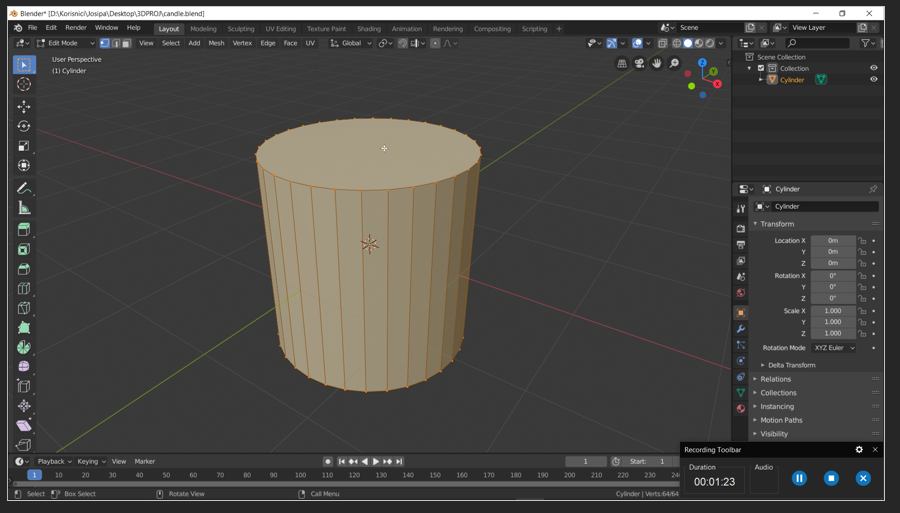 Blender* [D:\Korisnici\Josipa\Desktop\3DPROJ\candle.blend]
File Edit Render Window Help Layout Modeling Sculpting UV Editing Texture Paint Shading Animation Rendering Compositing Scripting + Scene View Layer
Edit Mode View Select Add Mesh Vertex Edge Face UV Global
User Perspective
(1) Cylinder
Z
Y
X
Scene Collection
Collection
Cylinder
Cylinder
Cylinder
Transform
Location X 0m
Y 0m
Z 0m
Rotation X 0°
Y 0°
Z 0°
Scale X 1.000
Y 1.000
Z 1.000
Rotation Mode XYZ Euler
Delta Transform
Relations
Collections
Instancing
Motion Paths
Visibility
Playback Keying View Marker 1 Start: 1
1 10 20 30 40 50 60 70 80 90 100 110 120 130 140 150 160 170 180 190 200 210 220 230 240
Select Box Select Rotate View Call Menu Cylinder | Verts:64/64
Recording Toolbar
Duration Audio
00:01:23